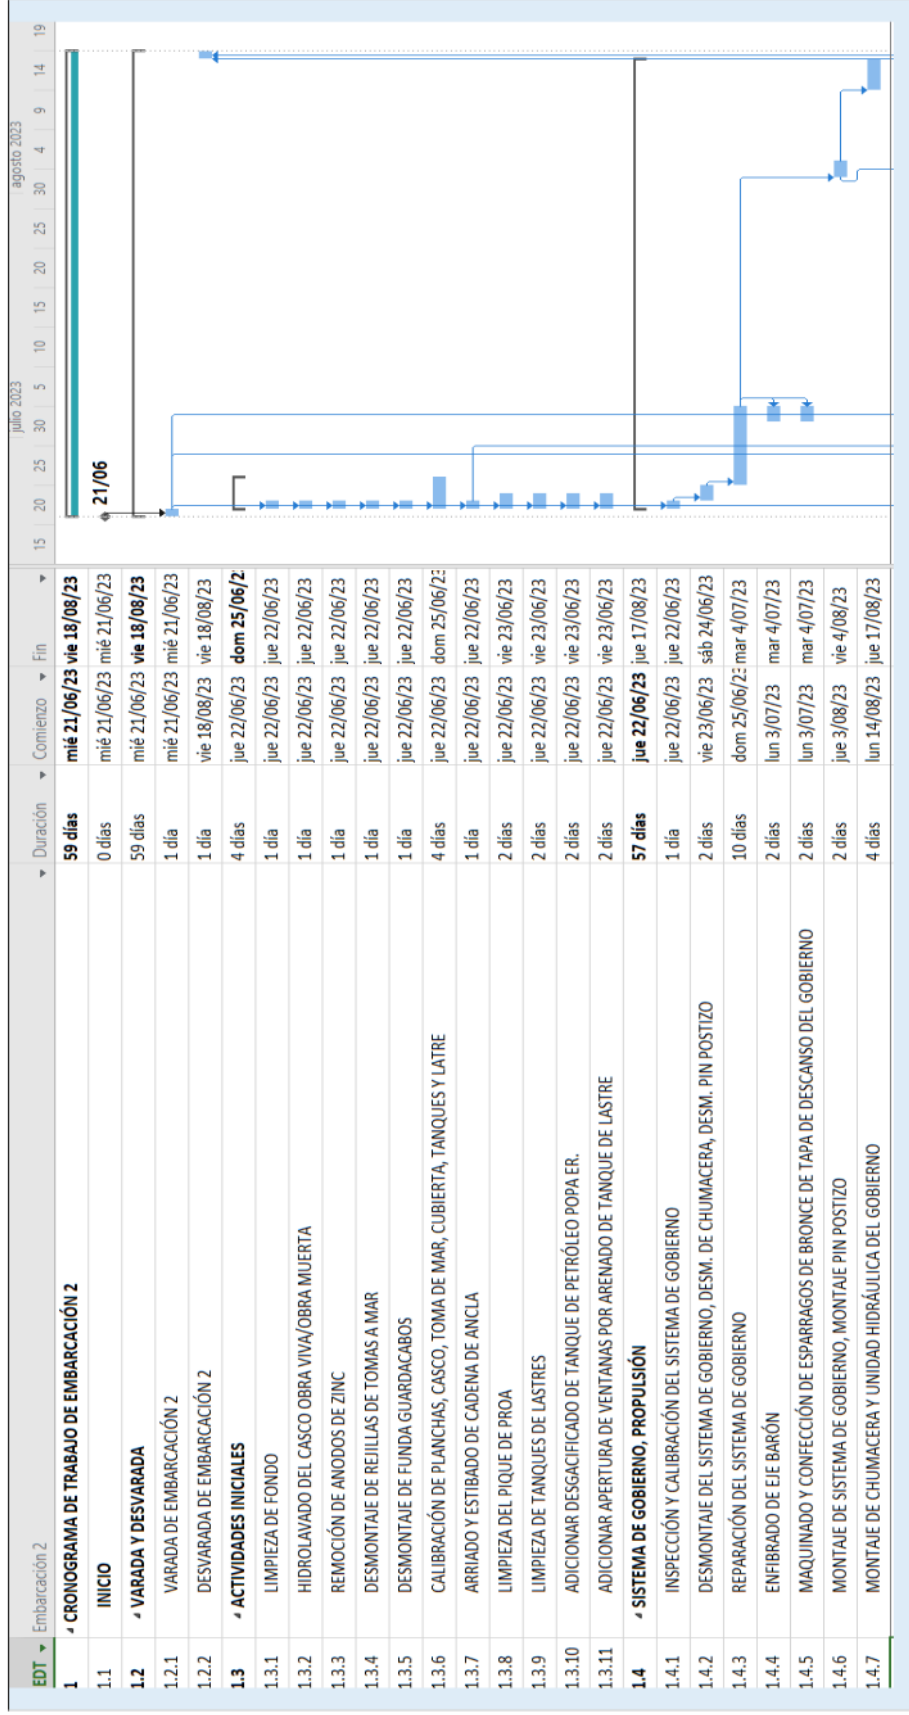 EDT Embarcación 2 Duración Comienzo Fin
julio 2023 agosto 2023
15 20 25 30 5 10 15 20 25 30 4 9 14 19
1 CRONOGRAMA DE TRABAJO DE EMBARCACIÓN 2 59 días mié 21/06/23 vie 18/08/23
1.1 INICIO 0 días mié 21/06/23 mié 21/06/23 21/06
1.2 VARADA Y DESVARADA 59 días mié 21/06/23 vie 18/08/23
1.2.1 VARADA DE EMBARCACIÓN 2 1 día mié 21/06/23 mié 21/06/23
1.2.2 DESVARADA DE EMBARCACIÓN 2 1 día vie 18/08/23 vie 18/08/23
1.3 ACTIVIDADES INICIALES 4 días jue 22/06/23 dom 25/06/2
1.3.1 LIMPIEZA DE FONDO 1 día jue 22/06/23 jue 22/06/23
1.3.2 HIDROLAVADO DEL CASCO OBRA VIVA/OBRA MUERTA 1 día jue 22/06/23 jue 22/06/23
1.3.3 REMOCIÓN DE ANODOS DE ZINC 1 día jue 22/06/23 jue 22/06/23
1.3.4 DESMONTAJE DE REJILLAS DE TOMAS A MAR 1 día jue 22/06/23 jue 22/06/23
1.3.5 DESMONTAJE DE FUNDA GUARDACABOS 1 día jue 22/06/23 jue 22/06/23
1.3.6 CALIBRACIÓN DE PLANCHAS, CASCO, TOMA DE MAR, CUBIERTA, TANQUES Y LATRE 4 días jue 22/06/23 dom 25/06/23
1.3.7 ARRIADO Y ESTIBADO DE CADENA DE ANCLA 1 día jue 22/06/23 jue 22/06/23
1.3.8 LIMPIEZA DEL PIQUE DE PROA 2 días jue 22/06/23 vie 23/06/23
1.3.9 LIMPIEZA DE TANQUES DE LASTRES 2 días jue 22/06/23 vie 23/06/23
1.3.10 ADICIONAR DESGACIFICADO DE TANQUE DE PETRÓLEO POPA ER. 2 días jue 22/06/23 vie 23/06/23
1.3.11 ADICIONAR APERTURA DE VENTANAS POR ARENADO DE TANQUE DE LASTRE 2 días jue 22/06/23 vie 23/06/23
1.4 SISTEMA DE GOBIERNO, PROPULSIÓN 57 días jue 22/06/23 jue 17/08/23
1.4.1 INSPECCIÓN Y CALIBRACIÓN DEL SISTEMA DE GOBIERNO 1 día jue 22/06/23 jue 22/06/23
1.4.2 DESMONTAJE DEL SISTEMA DE GOBIERNO, DESM. DE CHUMACERA, DESM. PIN POSTIZO 2 días vie 23/06/23 sáb 24/06/23
1.4.3 REPARACIÓN DEL SISTEMA DE GOBIERNO 10 días dom 25/06/23 mar 4/07/23
1.4.4 ENFIBRADO DE EJE BARÓN 2 días lun 3/07/23 mar 4/07/23
1.4.5 MAQUINADO Y CONFECCIÓN DE ESPARRAGOS DE BRONCE DE TAPA DE DESCANSO DEL GOBIERNO 2 días lun 3/07/23 mar 4/07/23
1.4.6 MONTAJE DE SISTEMA DE GOBIERNO, MONTAJE PIN POSTIZO 2 días jue 3/08/23 vie 4/08/23
1.4.7 MONTAJE DE CHUMACERA Y UNIDAD HIDRÁULICA DEL GOBIERNO 4 días lun 14/08/23 jue 17/08/23